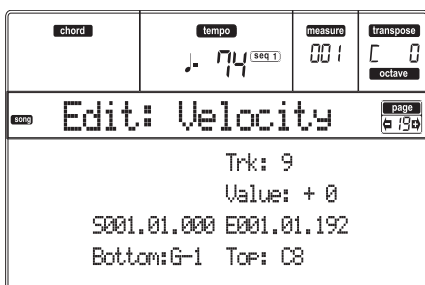 chord
tempo
measure
transpose
♩= 74 seq 1
001
C 0
octave
song
Edit: Velocity
page
19
Trk: 9
Value: + 0
S001.01.000 E001.01.192
Bottom:G-1 Top: C8